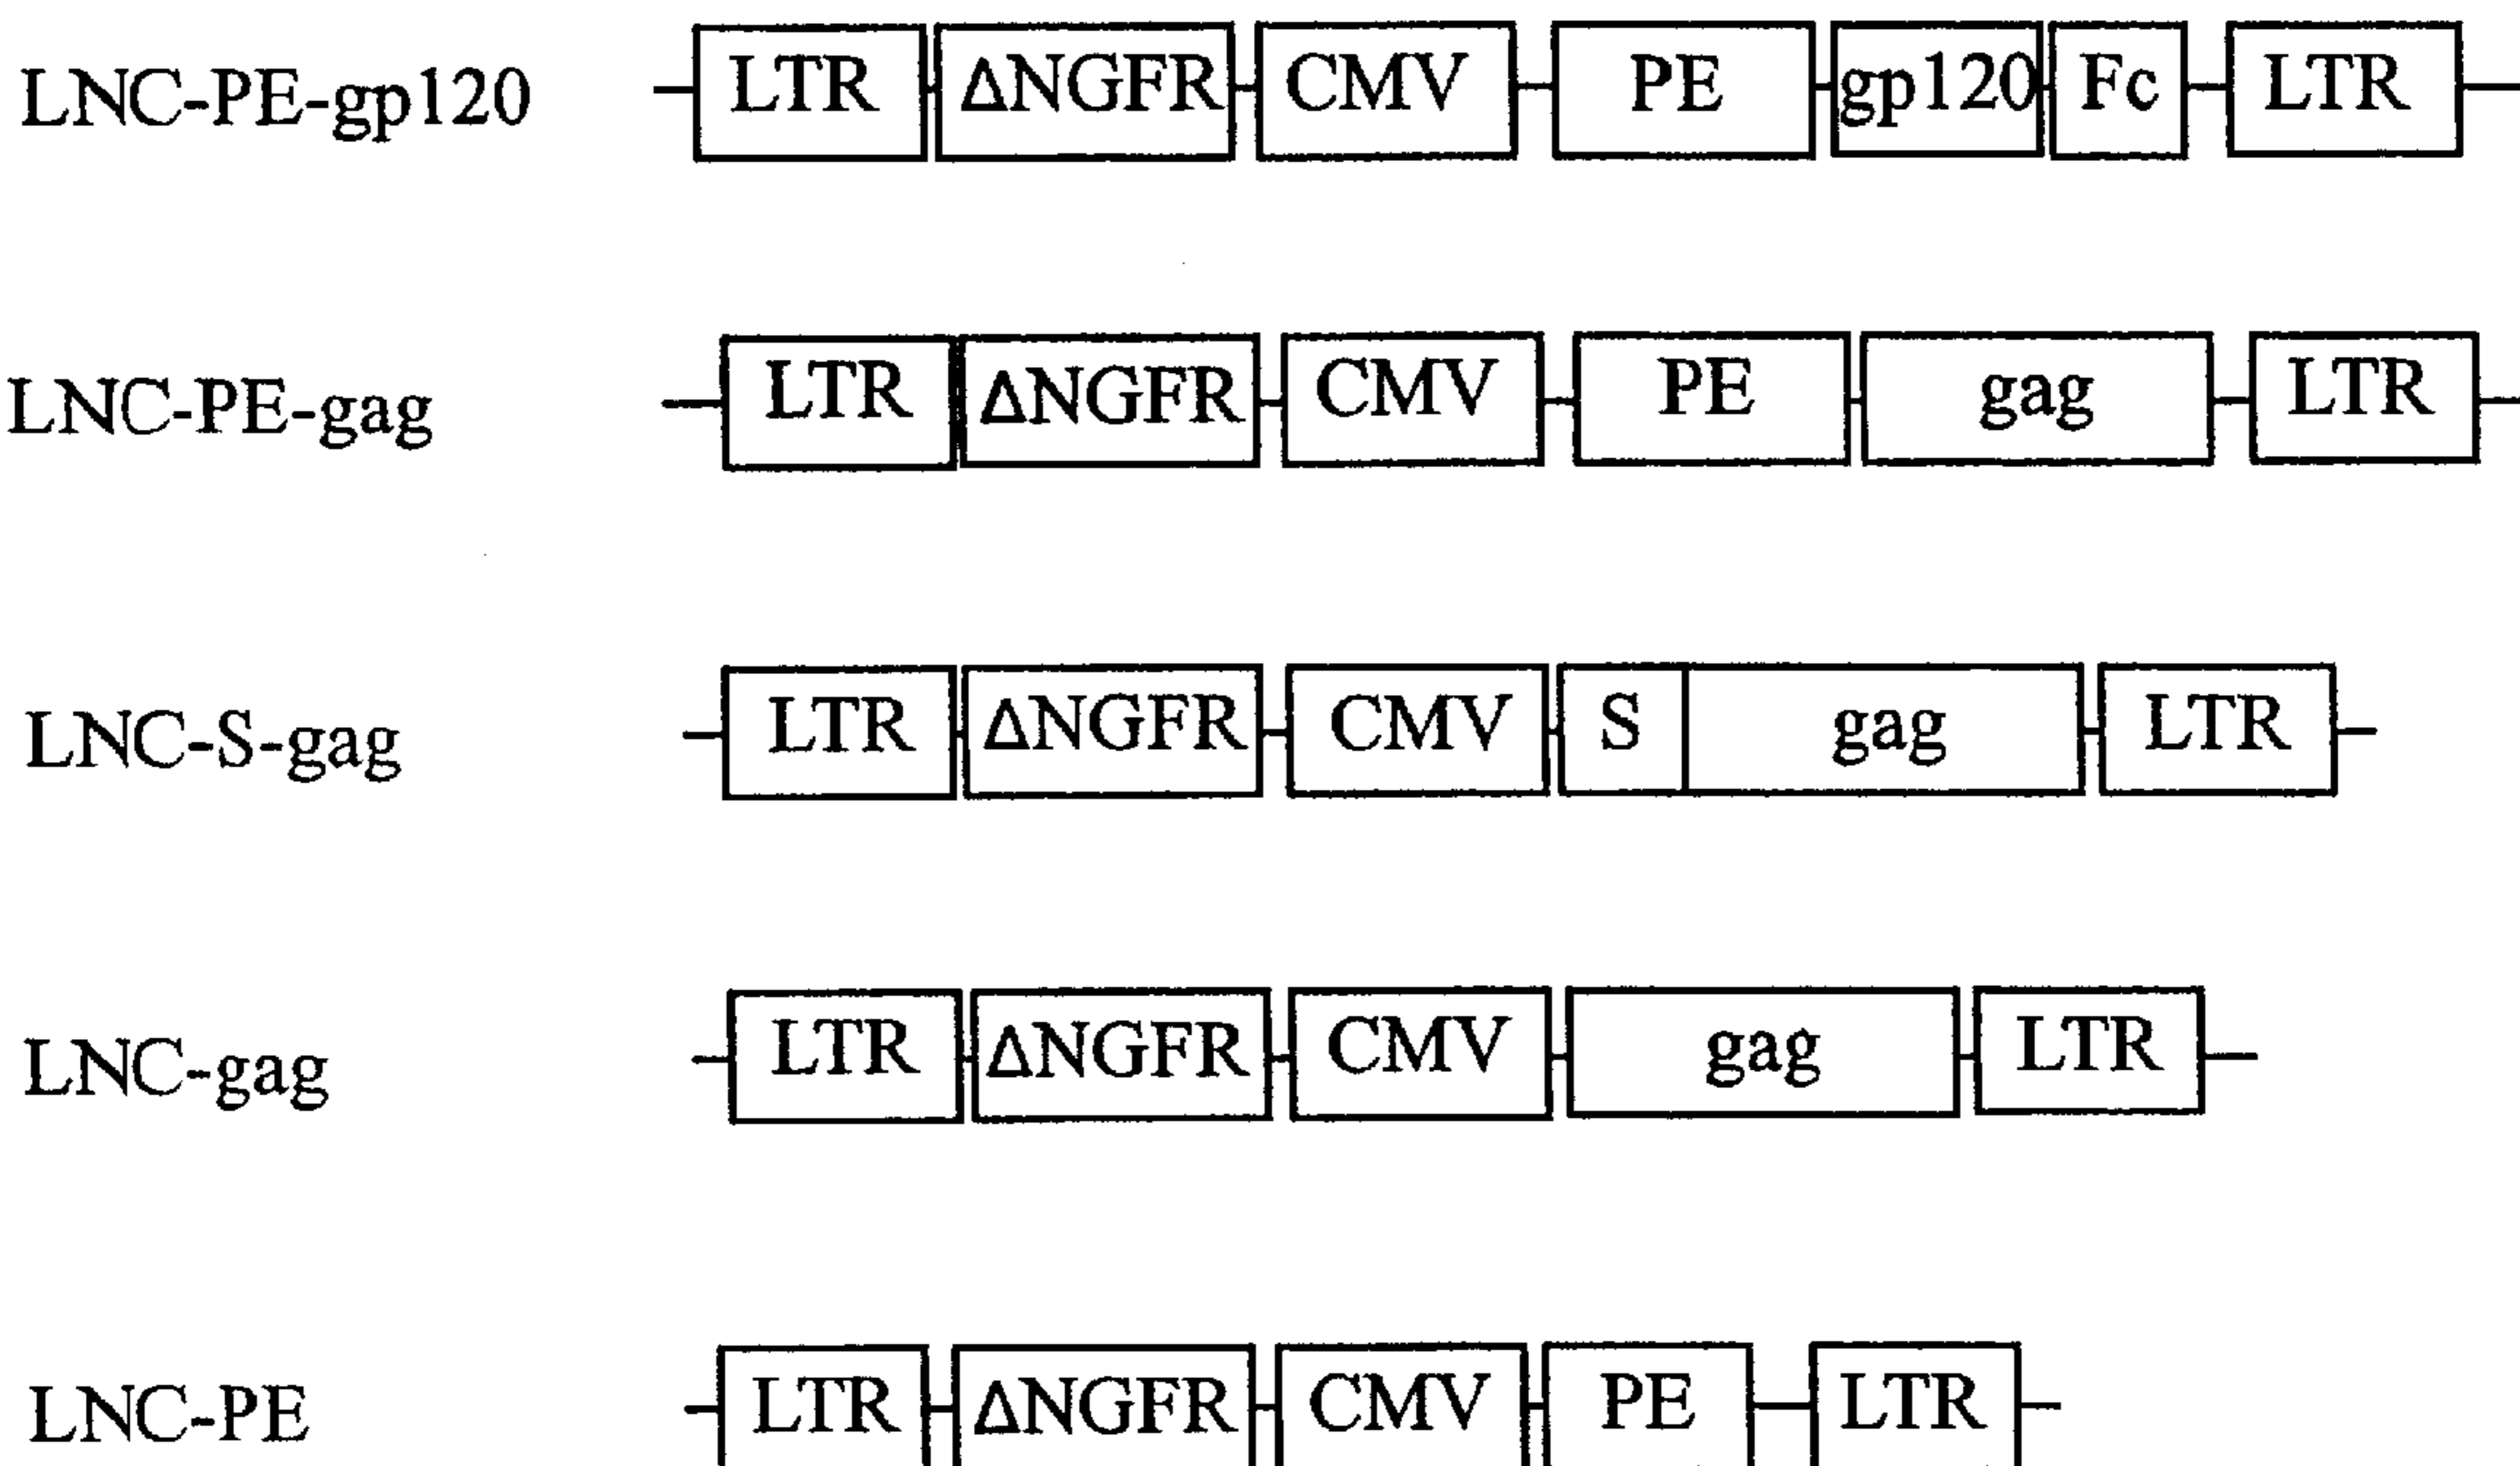 LNC-PE-gp120 LTR ΔNGFR CMV PE gp120 Fc LTR
LNC-PE-gag LTR ΔNGFR CMV PE gag LTR
LNC-S-gag LTR ΔNGFR CMV S gag LTR
LNC-gag LTR ΔNGFR CMV gag LTR
LNC-PE LTR ΔNGFR CMV PE LTR